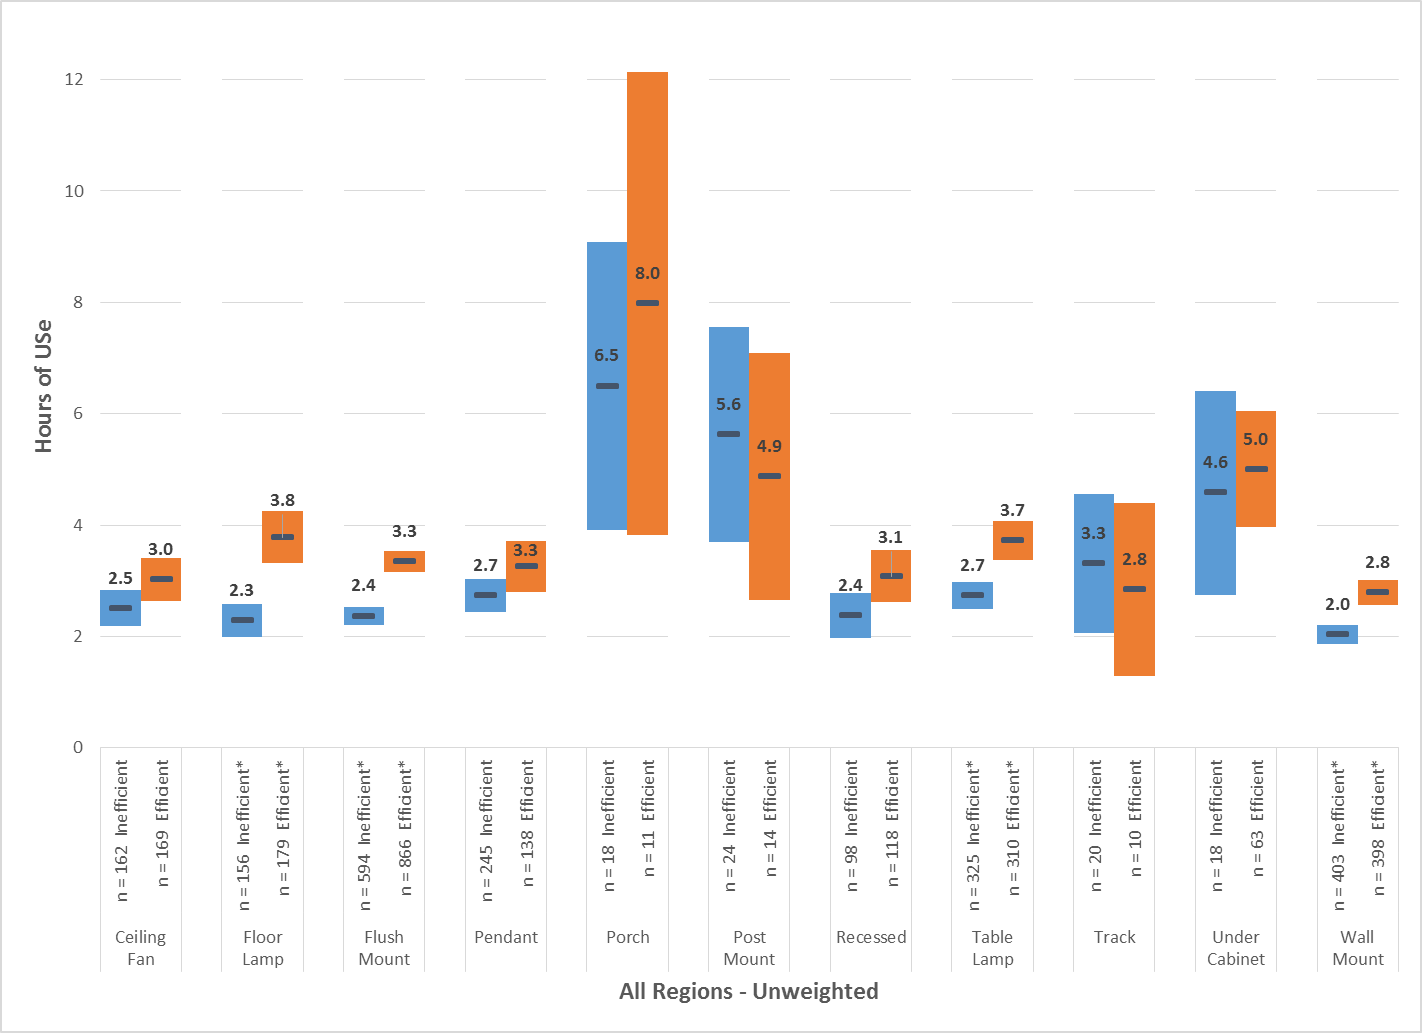 12
10
8
6
4
2
0
Hours of USe
2.5
3.0
2.3
3.8
2.4
3.3
2.7
3.3
6.5
8.0
5.6
4.9
2.4
3.1
2.7
3.7
3.3
2.8
4.6
5.0
2.0
2.8
n = 162 Inefficient
n = 169 Efficient
n = 156 Inefficient*
n = 179 Efficient*
n = 594 Inefficient*
n = 866 Efficient*
n = 245 Inefficient
n = 138 Efficient
n = 18 Inefficient
n = 11 Efficient
n = 24 Inefficient
n = 14 Efficient
n = 98 Inefficient
n = 118 Efficient
n = 325 Inefficient*
n = 310 Efficient*
n = 20 Inefficient
n = 10 Efficient
n = 18 Inefficient
n = 63 Efficient
n = 403 Inefficient*
n = 398 Efficient*
Ceiling
Fan
Floor
Lamp
Flush
Mount
Pendant
Porch
Post
Mount
Recessed
Table
Lamp
Track
Under
Cabinet
Wall
Mount
All Regions - Unweighted